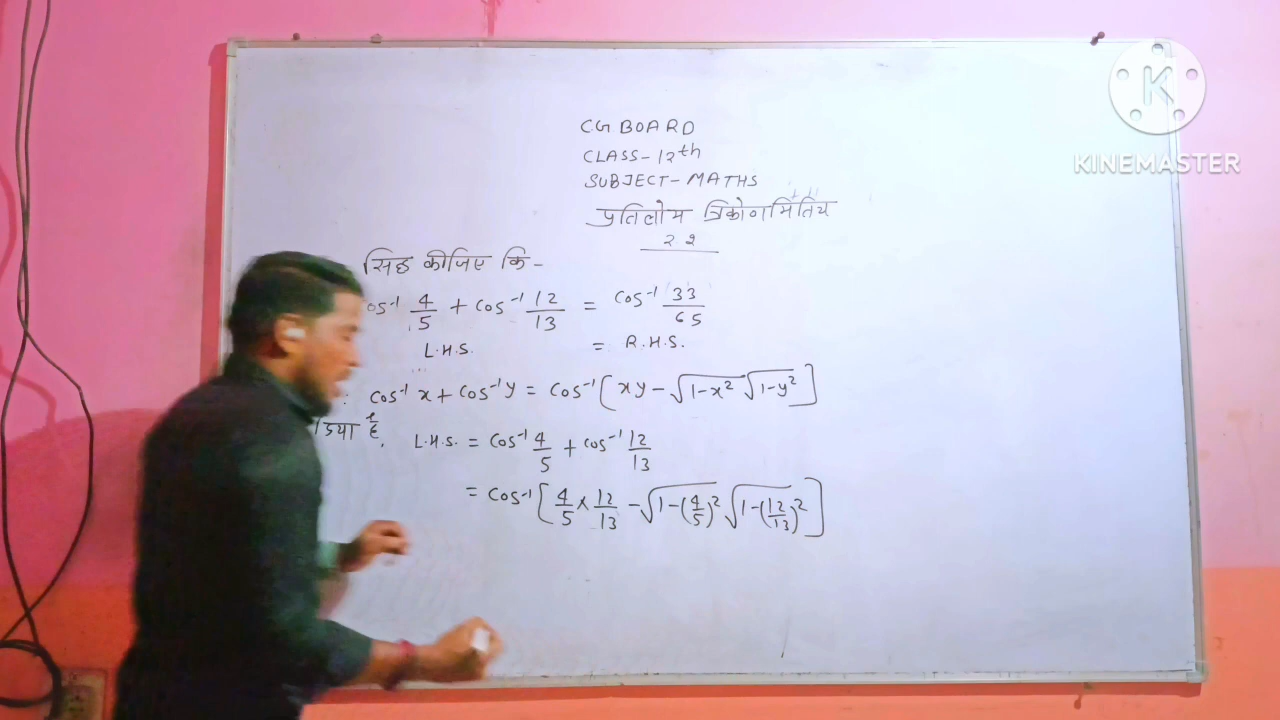 CG BOARD
CLASS-12th
SUBJECT-MATHS
प्रतिलोम त्रिकोणमितिय
2.2
सिद्ध कीजिए कि-
cos⁻¹ 4/5 + cos⁻¹ 12/13 = cos⁻¹ 33/65
L.H.S. = R.H.S.
: cos⁻¹ x + cos⁻¹ y = cos⁻¹ [xy - √1-x² √1-y²]
है,
L.H.S. = cos⁻¹ 4/5 + cos⁻¹ 12/13
= cos⁻¹ [4/5 × 12/13 - √1-(4/5)² √1-(12/13)²]
K
KINEMASTER